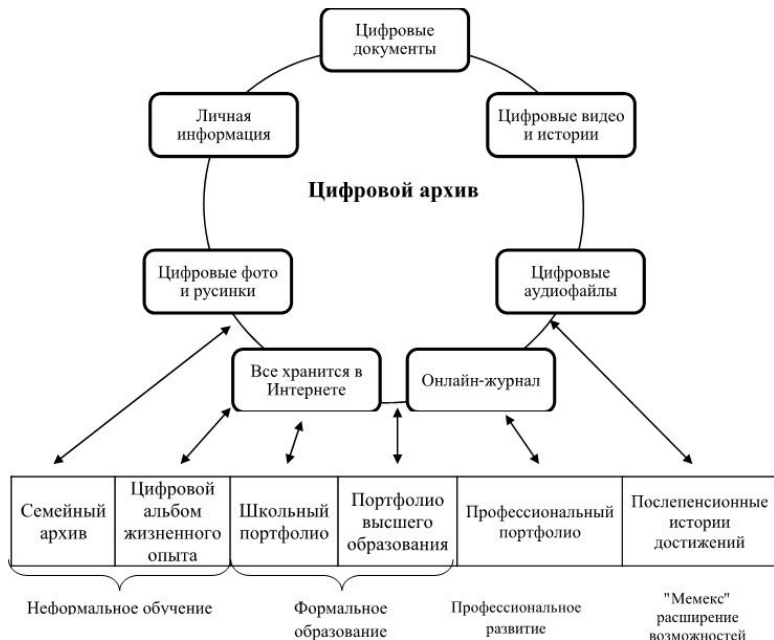 Цифровые
документы
Личная
информация
Цифровые видео
и истории
Цифровой архив
Цифровые фото
и русинки
Цифровые
аудиофайлы
Все хранится в
Интернете
Онлайн-журнал
Семейный
архив
Цифровой
альбом
жизненного
опыта
Школьный
портфолио
Портфолио
высшего
образования
Профессиональный
портфолио
Послепенсионные
истории
достижений
Неформальное обучение
Формальное
образование
Профессиональное
развитие
"Мемекс"
расширение
возможностей